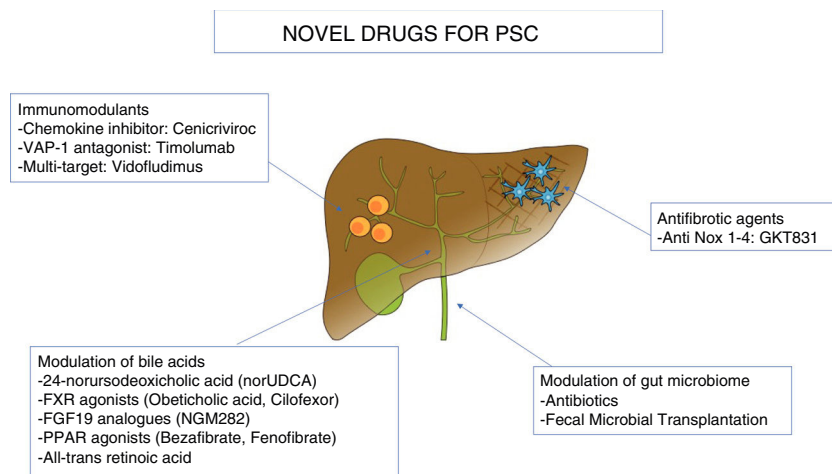 NOVEL DRUGS FOR PSC
Immunomodulants
-Chemokine inhibitor: Cenicriviroc
-VAP-1 antagonist: Timolumab
-Multi-target: Vidofludimus
Antifibrotic agents
-Anti Nox 1-4: GKT831
Modulation of bile acids
-24-norursodeoxicholic acid (norUDCA)
-FXR agonists (Obeticholic acid, Cilofexor)
-FGF19 analogues (NGM282)
-PPAR agonists (Bezafibrate, Fenofibrate)
-All-trans retinoic acid
Modulation of gut microbiome
-Antibiotics
-Fecal Microbial Transplantation